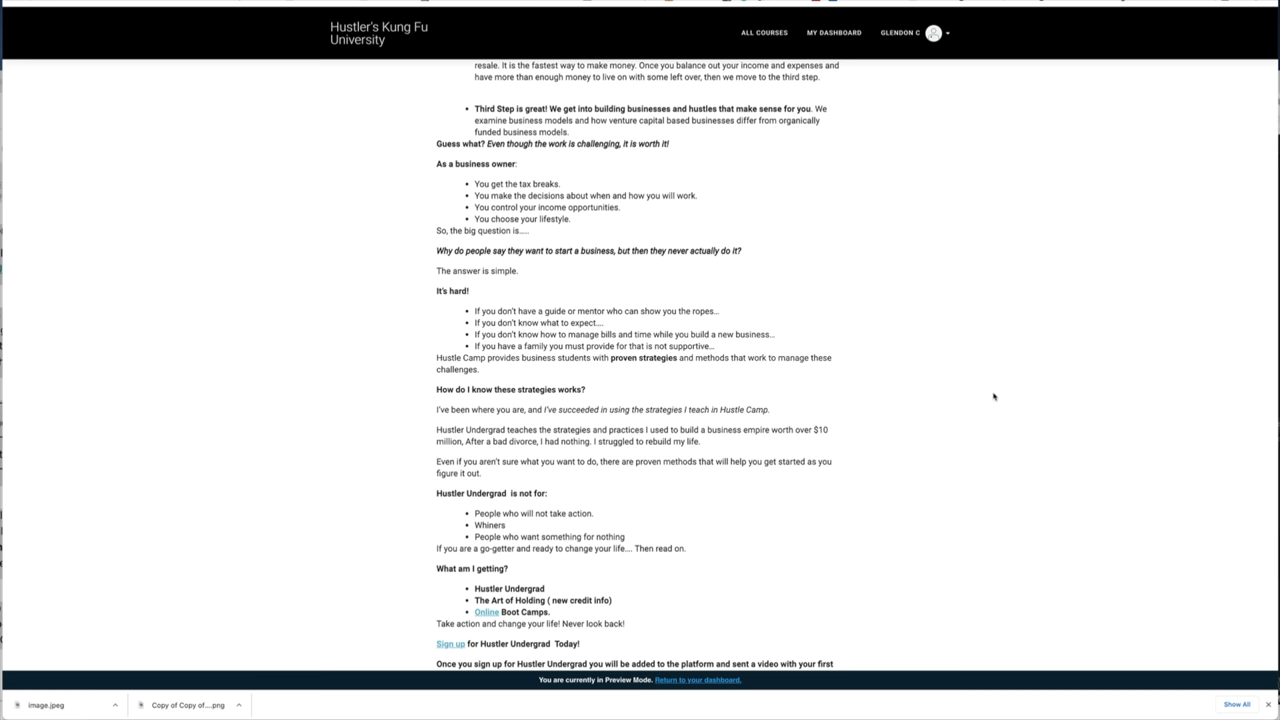 Hustler's Kung Fu
University
ALL COURSES
MY DASHBOARD
GLENDON C
resale. It is the fastest way to make money. Once you balance out your income and expenses and
have more than enough money to live on with some left over, then we move to the third step.
Third Step is great! We get into building businesses and hustles that make sense for you. We
examine business models and how venture capital based businesses differ from organically
funded business models.
Guess what? Even though the work is challenging, it is worth it!
As a business owner:
You get the tax breaks.
You make the decisions about when and how you will work.
You control your income opportunities.
You choose your lifestyle.
So, the big question is.....
Why do people say they want to start a business, but then they never actually do it?
The answer is simple.
It's hard!
If you don't have a guide or mentor who can show you the ropes...
If you don't know what to expect....
If you don't know how to manage bills and time while you build a new business...
If you have a family you must provide for that is not supportive...
Hustle Camp provides business students with proven strategies and methods that work to manage these
challenges.
How do I know these strategies works?
I've been where you are, and I've succeeded in using the strategies I teach in Hustle Camp.
Hustler Undergrad teaches the strategies and practices I used to build a business empire worth over $10
million, After a bad divorce, I had nothing. I struggled to rebuild my life.
Even if you aren't sure what you want to do, there are proven methods that will help you get started as you
figure it out.
Hustler Undergrad  is not for:
People who will not take action.
Whiners
People who want something for nothing
If you are a go-getter and ready to change your life.... Then read on.
What am I getting?
Hustler Undergrad
The Art of Holding ( new credit info)
Online Boot Camps.
Take action and change your life! Never look back!
Sign up for Hustler Undergrad  Today!
Once you sign up for Hustler Undergrad you will be added to the platform and sent a video with your first
You are currently in Preview Mode. Return to your dashboard.
image.jpeg
Copy of Copy of....png
Show All